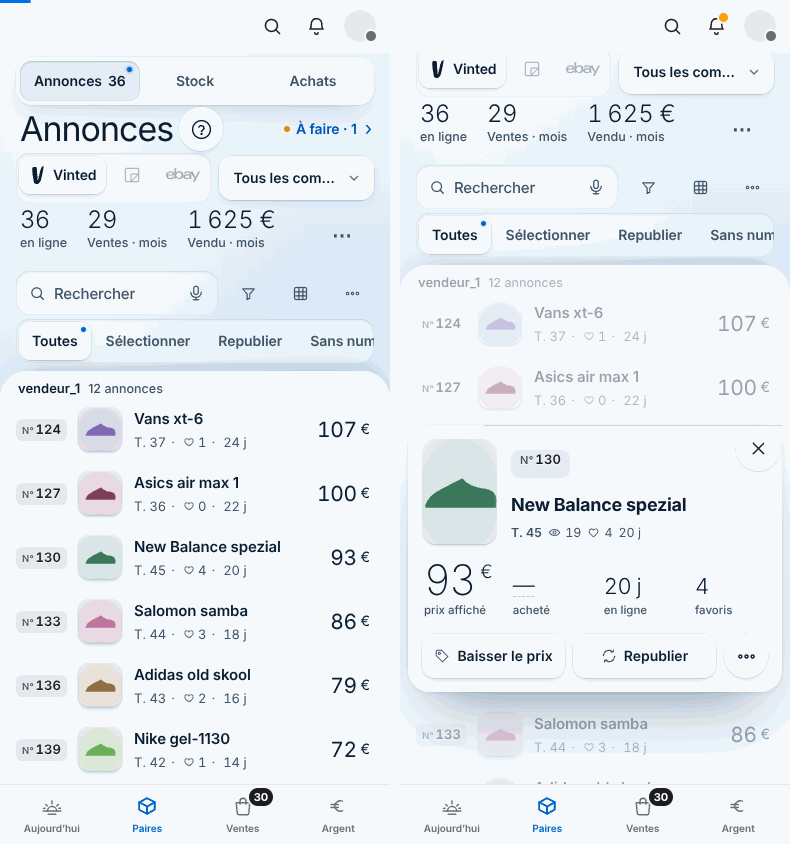 Annonces 36 Stock Achats
Annonces ? À faire · 1
Vinted ebay Tous les com...
36 29 1 625 €
en ligne Ventes · mois Vendu · mois
Rechercher
Toutes Sélectionner Republier Sans num
vendeur_1 12 annonces
N° 124 Vans xt-6 107 €
T. 37 · 1 · 24 j
N° 127 Asics air max 1 100 €
T. 36 · 0 · 22 j
N° 130 New Balance spezial 93 €
T. 45 · 4 · 20 j
N° 133 Salomon samba 86 €
T. 44 · 3 · 18 j
N° 136 Adidas old skool 79 €
T. 43 · 2 · 16 j
N° 139 Nike gel-1130 72 €
T. 42 · 1 · 14 j
30
Aujourd'hui Paires Ventes Argent
Vinted ebay Tous les com...
36 29 1 625 €
en ligne Ventes · mois Vendu · mois
Rechercher
Toutes Sélectionner Republier Sans num
vendeur_1 12 annonces
N° 124 Vans xt-6 107 €
T. 37 · 1 · 24 j
N° 127 Asics air max 1 100 €
T. 36 · 0 · 22 j
N° 130
New Balance spezial
T. 45 19 4 20 j
93 € — 20 j 4
prix affiché acheté en ligne favoris
Baisser le prix Republier
N° 133 Salomon samba 86 €
T. 44 · 3 · 18 j
30
Aujourd'hui Paires Ventes Argent